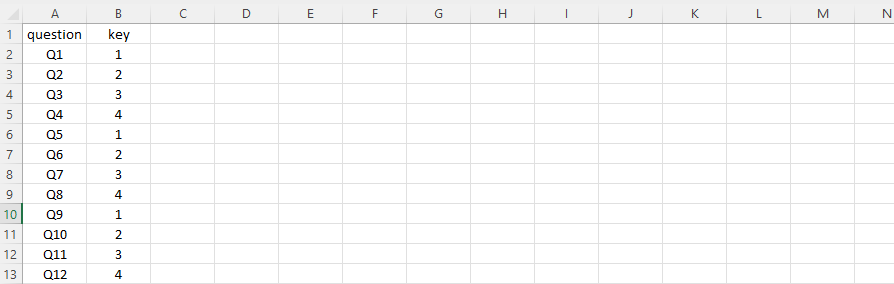 A B C D E F G H I J K L M N
1 question key
2 Q1 1
3 Q2 2
4 Q3 3
5 Q4 4
6 Q5 1
7 Q6 2
8 Q7 3
9 Q8 4
10 Q9 1
11 Q10 2
12 Q11 3
13 Q12 4